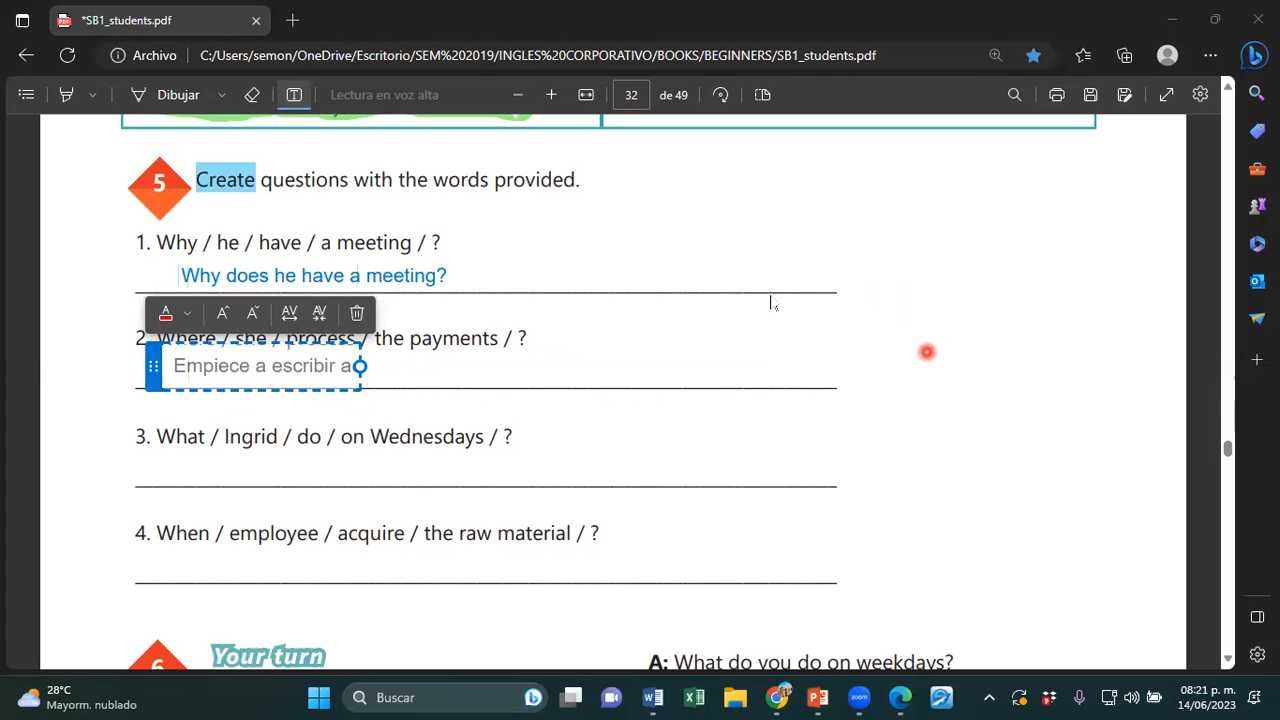 *SB1_students.pdf
Archivo C:/Users/semon/OneDrive/Escritorio/SEM%202019/INGLES%20CORPORATIVO/BOOKS/BEGINNERS/SB1_students.pdf
Dibujar Lectura en voz alta 32 de 49
5 Create questions with the words provided.
1. Why / he / have / a meeting / ?
Why does he have a meeting?
2. Where / she / process / the payments / ?
Empiece a escribir a
3. What / Ingrid / do / on Wednesdays / ?
4. When / employee / acquire / the raw material / ?
6 Your turn
A: What do you do on weekdays?
28°C
Mayorm. nublado
Buscar
08:21 p. m.
14/06/2023